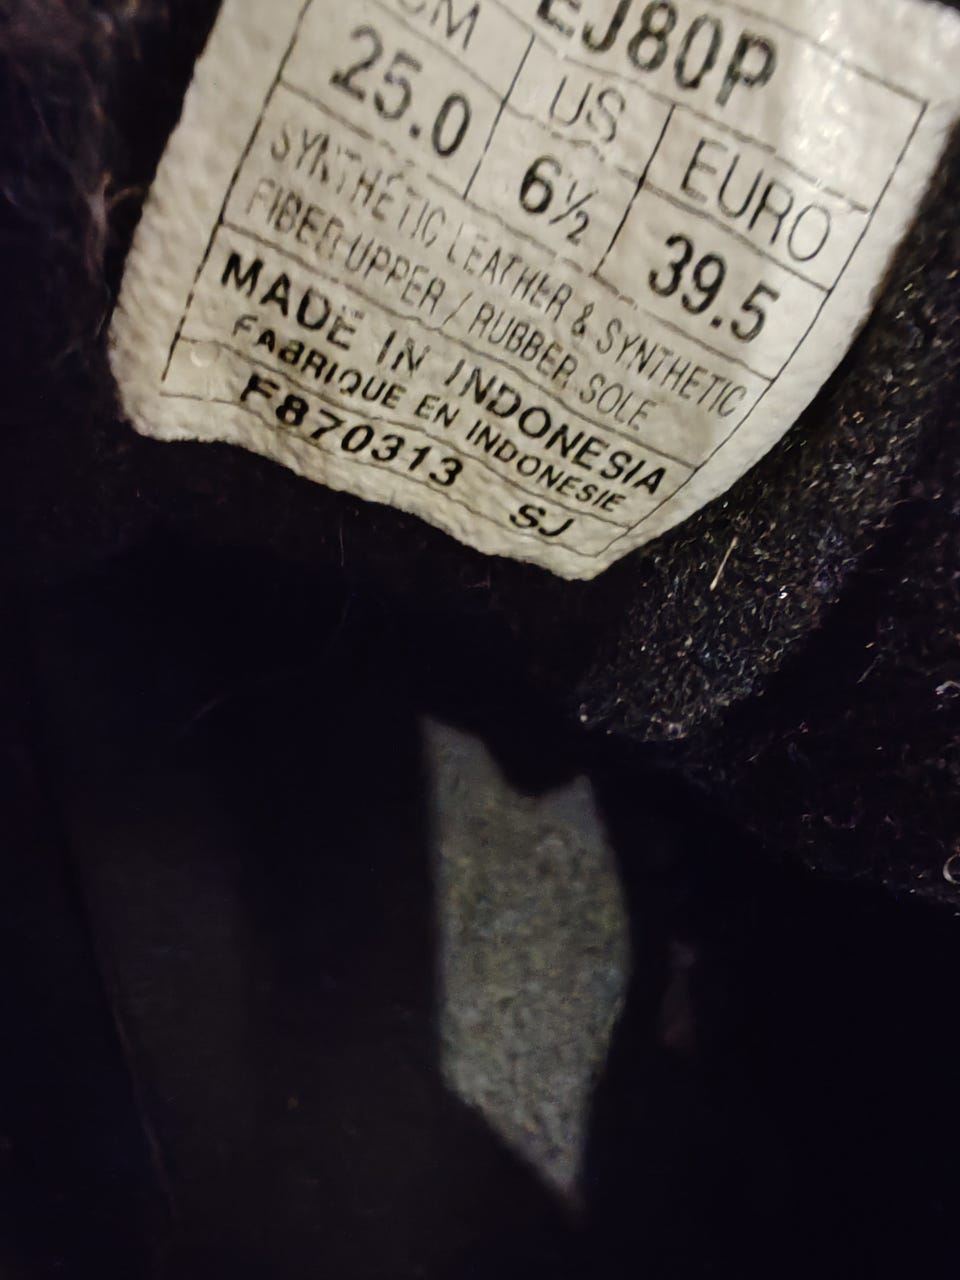 EJ80P
CM US EURO
25.0 6½ 39.5
SYNTHETIC LEATHER & SYNTHETIC
FIBER UPPER / RUBBER SOLE
MADE IN INDONESIA
FABRIQUE EN INDONESIE
F870313 SJ